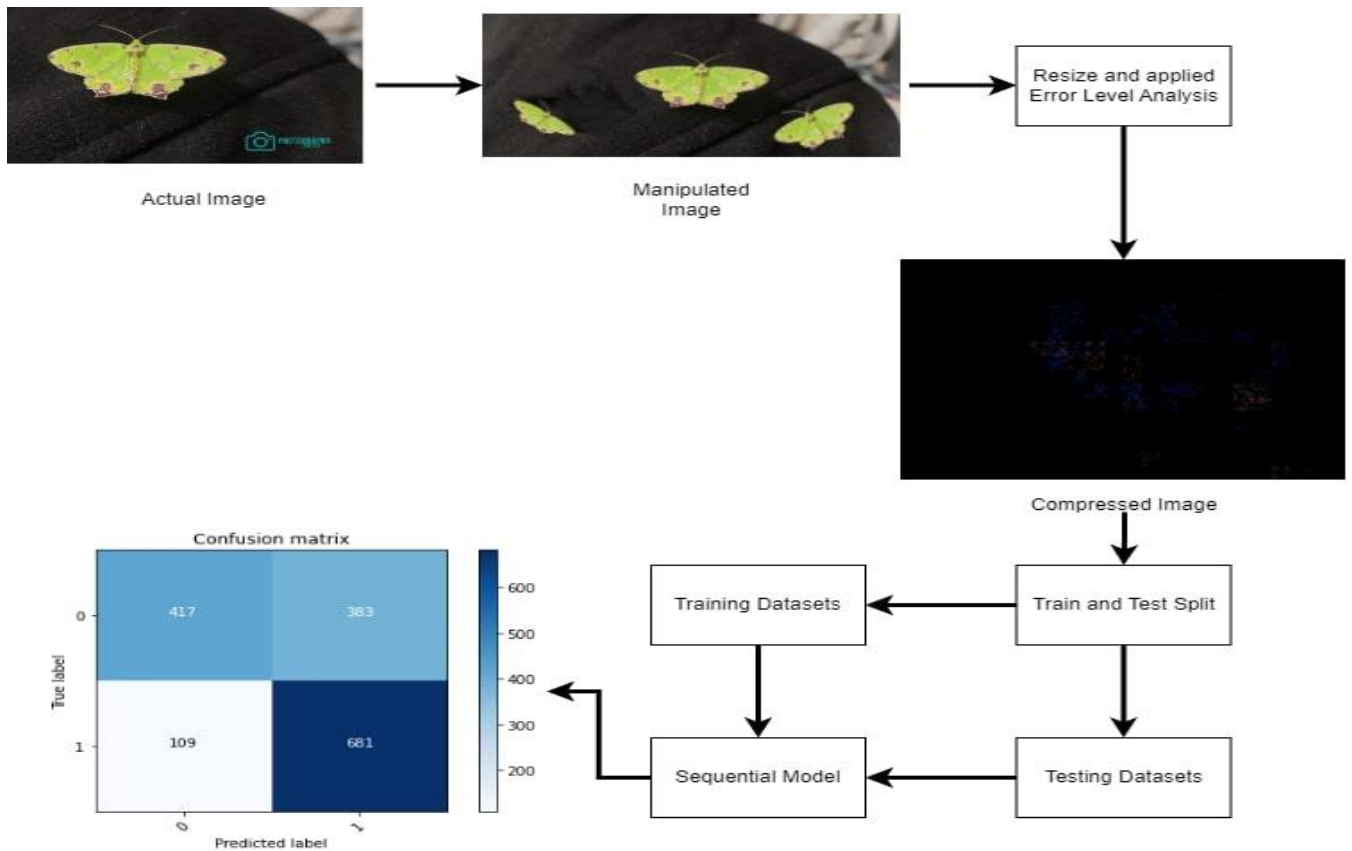 Actual Image
Manipulated
Image
Resize and applied
Error Level Analysis
Compressed Image
Train and Test Split
Training Datasets
Testing Datasets
Sequential Model
Confusion matrix
True label
0
1
417
383
109
681
0
1
Predicted label
600
500
400
300
200